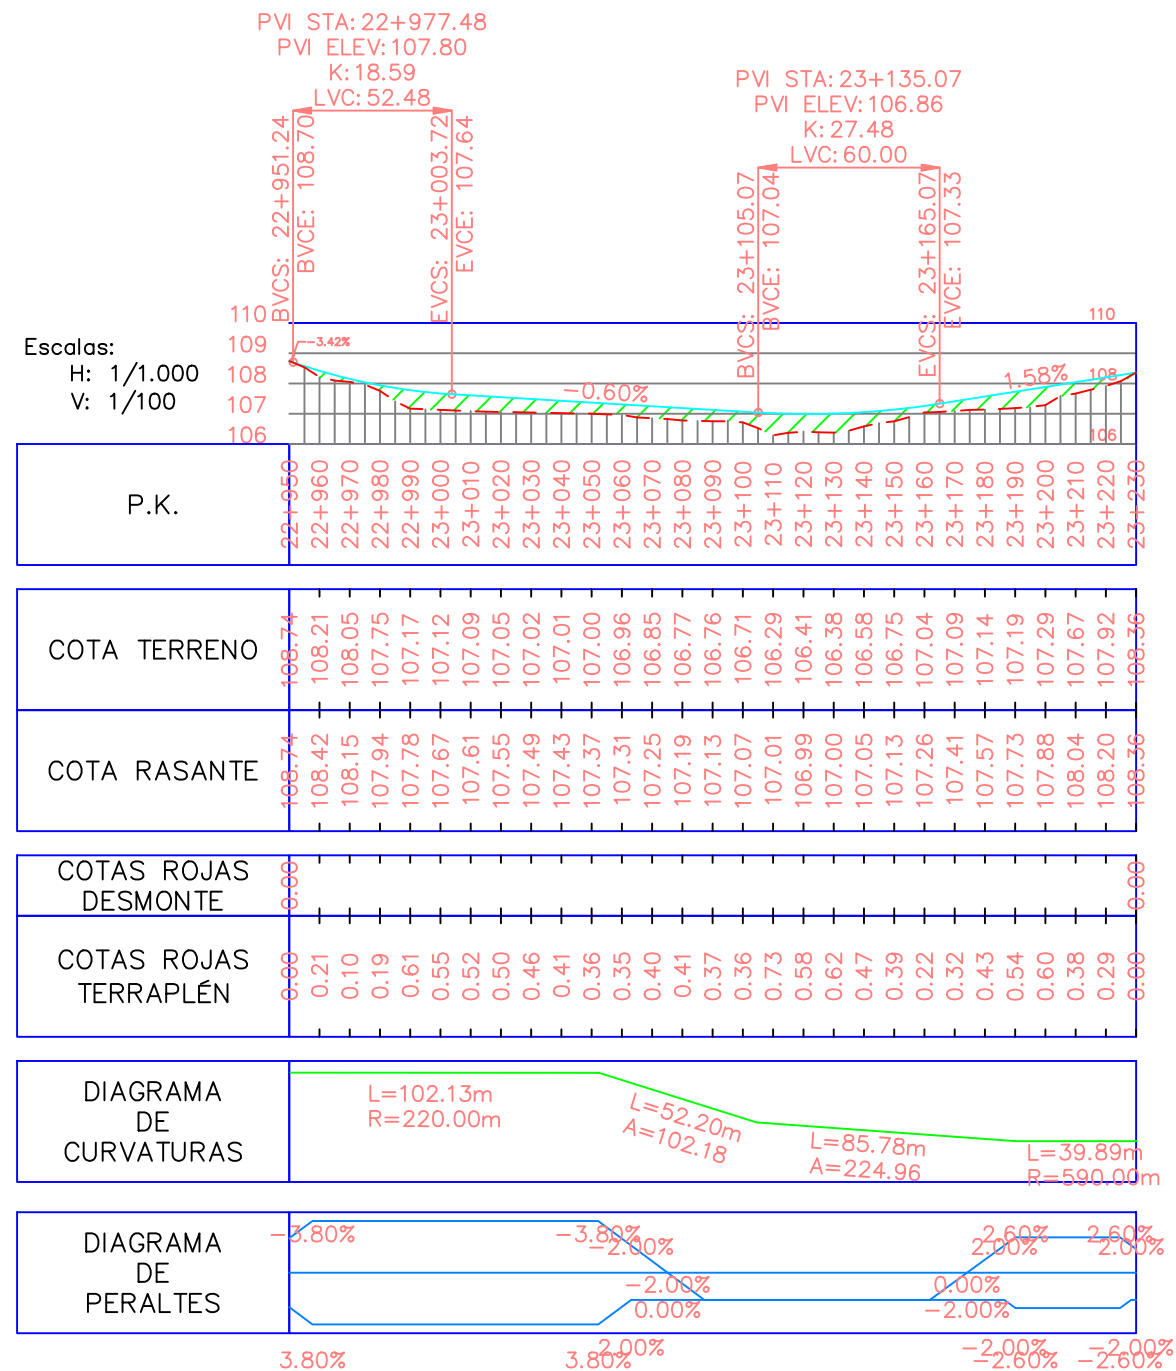 PVI STA:22+977.48
PVI ELEV:107.80
K:18.59
LVC:52.48
PVI STA:23+135.07
PVI ELEV:106.86
K:27.48
LVC:60.00
BVCS: 22+951.24
BVCE: 108.70
EVCS: 23+003.72
EVCE: 107.64
BVCS: 23+105.07
BVCE: 107.04
EVCS: 23+165.07
EVCE: 107.33
Escalas:
H: 1/1.000
V: 1/100
110
109
108
107
106
110
108
106
-3.42%
-0.60%
1.58%
P.K.
22+950 22+960 22+970 22+980 22+990 23+000 23+010 23+020 23+030 23+040 23+050 23+060 23+070 23+080 23+090 23+100 23+110 23+120 23+130 23+140 23+150 23+160 23+170 23+180 23+190 23+200 23+210 23+220 23+230
COTA TERRENO
108.74 108.21 108.05 107.75 107.17 107.12 107.09 107.05 107.02 107.01 107.00 106.96 106.85 106.77 106.76 106.71 106.29 106.41 106.38 106.58 106.75 107.04 107.09 107.14 107.19 107.29 107.67 107.92 108.36
COTA RASANTE
108.74 108.42 108.15 107.94 107.78 107.67 107.61 107.55 107.49 107.43 107.37 107.31 107.25 107.19 107.13 107.07 107.01 106.99 107.00 107.05 107.13 107.26 107.41 107.57 107.73 107.88 108.04 108.20 108.36
COTAS ROJAS
DESMONTE
0.00 0.00
COTAS ROJAS
TERRAPLÉN
0.00 0.21 0.10 0.19 0.61 0.55 0.52 0.50 0.46 0.41 0.36 0.35 0.40 0.41 0.37 0.36 0.73 0.58 0.62 0.47 0.39 0.22 0.32 0.43 0.54 0.60 0.38 0.29 0.00
DIAGRAMA
DE
CURVATURAS
L=102.13m
R=220.00m
L=52.20m
A=102.18
L=85.78m
A=224.96
L=39.89m
R=590.00m
DIAGRAMA
DE
PERALTES
-3.80% -3.80% 2.60% 2.60%
-2.00% 2.00% 2.00%
-2.00% 0.00%
0.00% -2.00%
2.00% -2.00% -2.00%
3.80% 3.80% -2.60% -2.60%